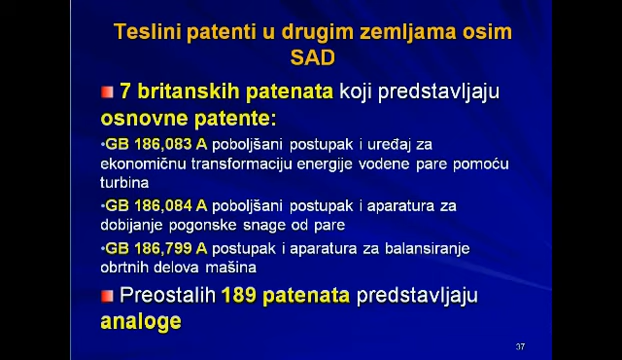 Teslini patenti u drugim zemljama osim
SAD
7 britanskih patenata koji predstavljaju
osnovne patente:
•GB 186,083 A poboljšani postupak i uređaj za
ekonomičnu transformaciju energije vodene pare pomoću
turbina
•GB 186,084 A poboljšani postupak i aparatura za
dobijanje pogonske snage od pare
•GB 186,799 A postupak i aparatura za balansiranje
obrtnih delova mašina
Preostalih 189 patenata predstavljaju
analoge
37